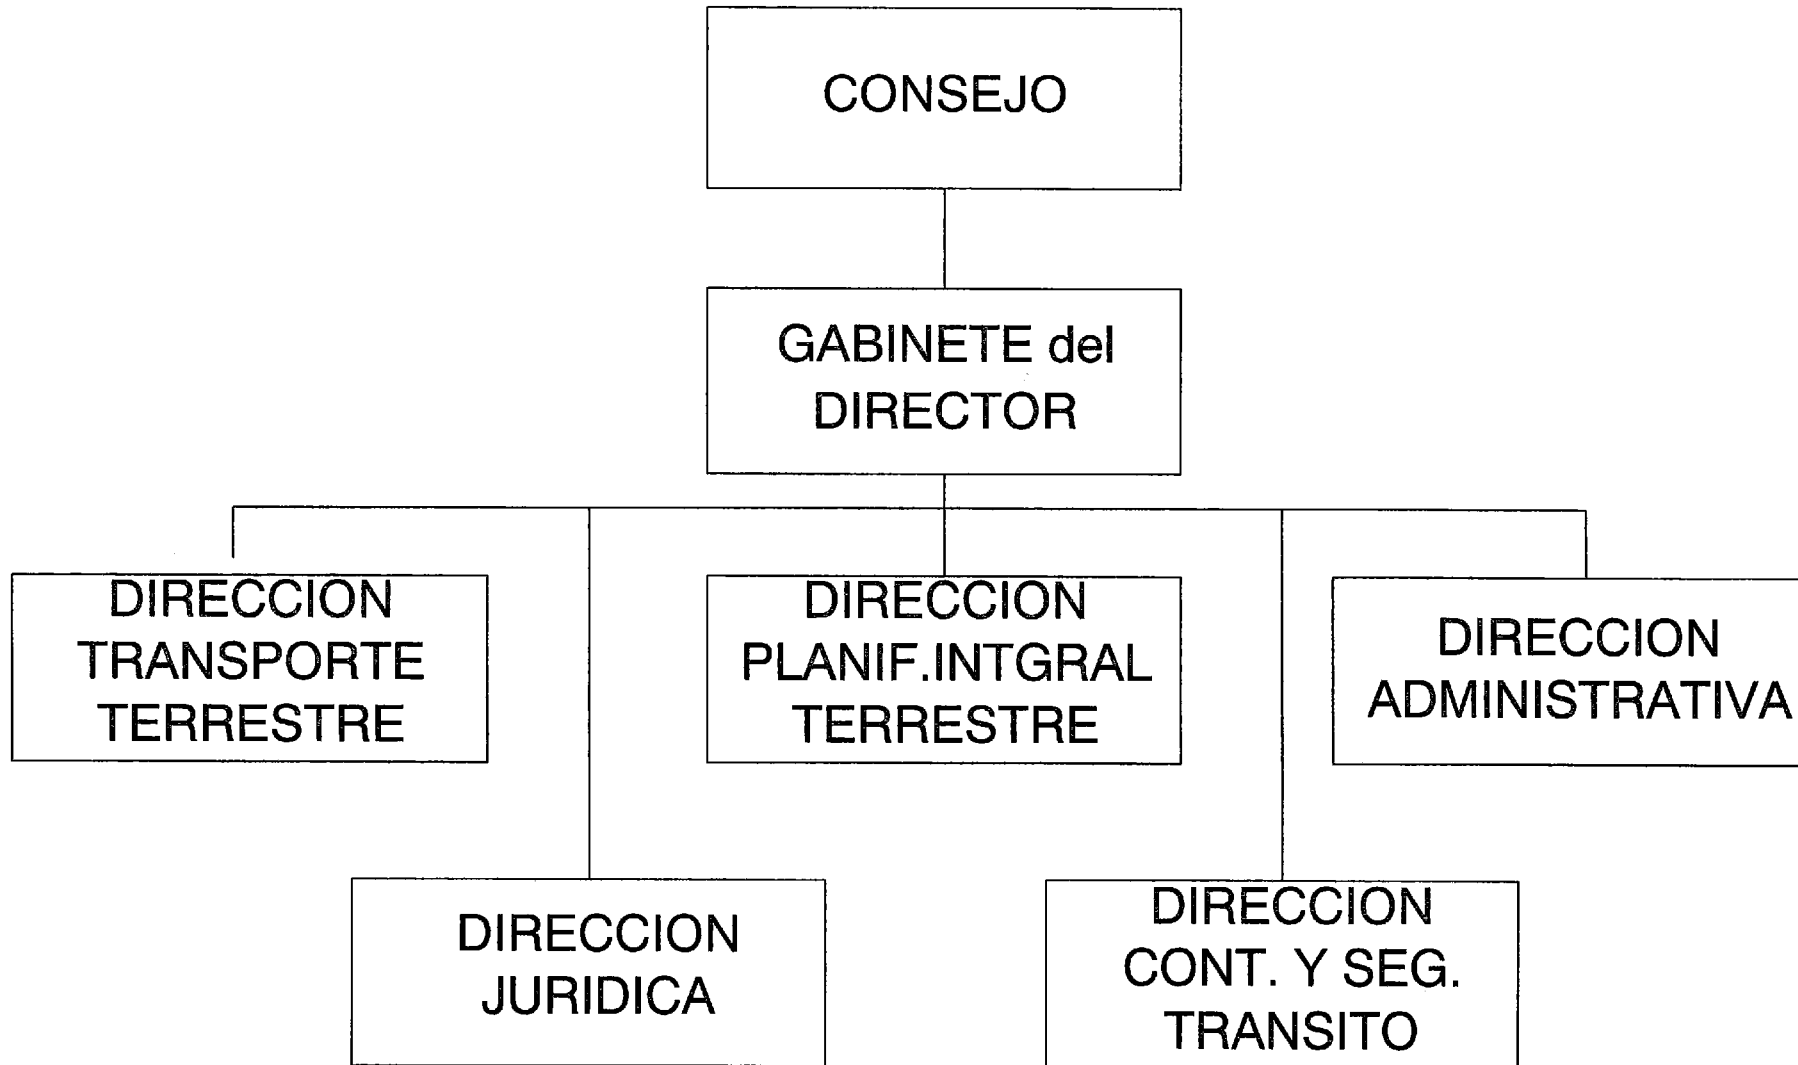 CONSEJO
GABINETE del
DIRECTOR
DIRECCION
TRANSPORTE
TERRESTRE
DIRECCION
PLANIF.INTGRAL
TERRESTRE
DIRECCION
ADMINISTRATIVA
DIRECCION
JURIDICA
DIRECCION
CONT. Y SEG.
TRANSITO